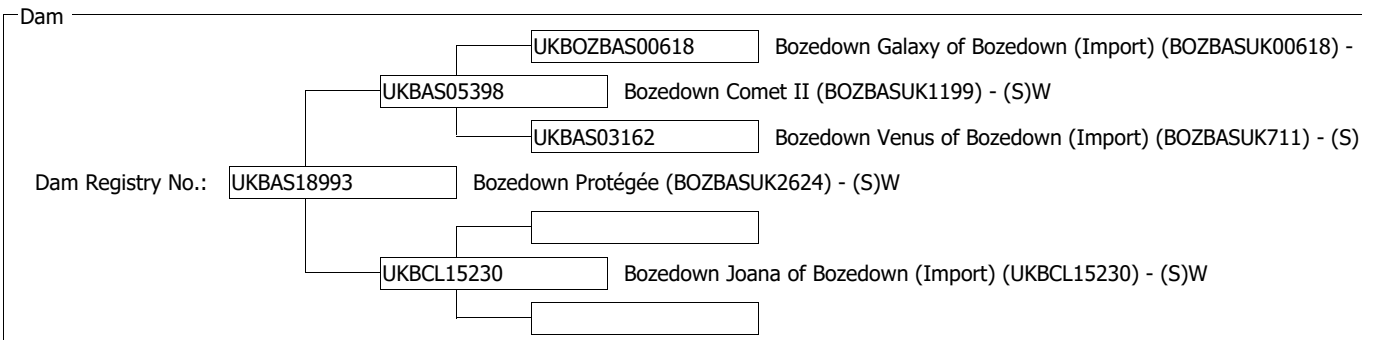 Dam
UKBOZBAS00618 Bozedown Galaxy of Bozedown (Import) (BOZBASUK00618) -
UKBAS05398 Bozedown Comet II (BOZBASUK1199) - (S)W
UKBAS03162 Bozedown Venus of Bozedown (Import) (BOZBASUK711) - (S)
Dam Registry No.: UKBAS18993 Bozedown Protégée (BOZBASUK2624) - (S)W
UKBCL15230 Bozedown Joana of Bozedown (Import) (UKBCL15230) - (S)W